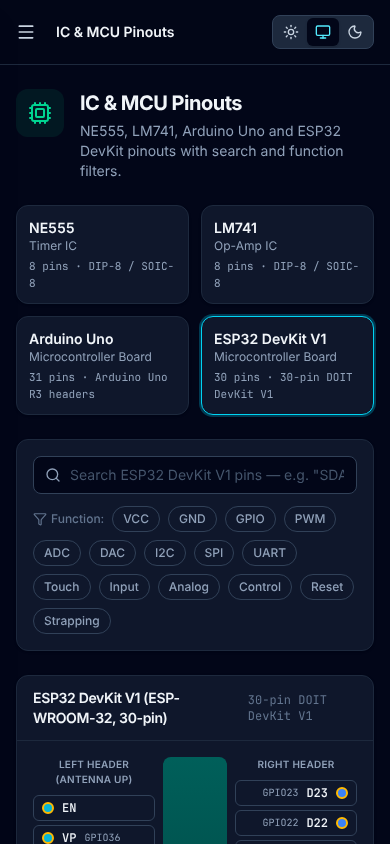 IC & MCU Pinouts
IC & MCU Pinouts
NE555, LM741, Arduino Uno and ESP32
DevKit pinouts with search and function
filters.
NE555
Timer IC
8 pins · DIP-8 / SOIC-
8
LM741
Op-Amp IC
8 pins · DIP-8 / SOIC-
8
Arduino Uno
Microcontroller Board
31 pins · Arduino Uno
R3 headers
ESP32 DevKit V1
Microcontroller Board
30 pins · 30-pin DOIT
DevKit V1
Search ESP32 DevKit V1 pins — e.g. "SDA
Function: VCC GND GPIO PWM
ADC DAC I2C SPI UART
Touch Input Analog Control Reset
Strapping
ESP32 DevKit V1 (ESP-
WROOM-32, 30-pin)
30-pin DOIT
DevKit V1
LEFT HEADER
(ANTENNA UP)
RIGHT HEADER
EN
GPIO23 D23
VP GPIO36
GPIO22 D22